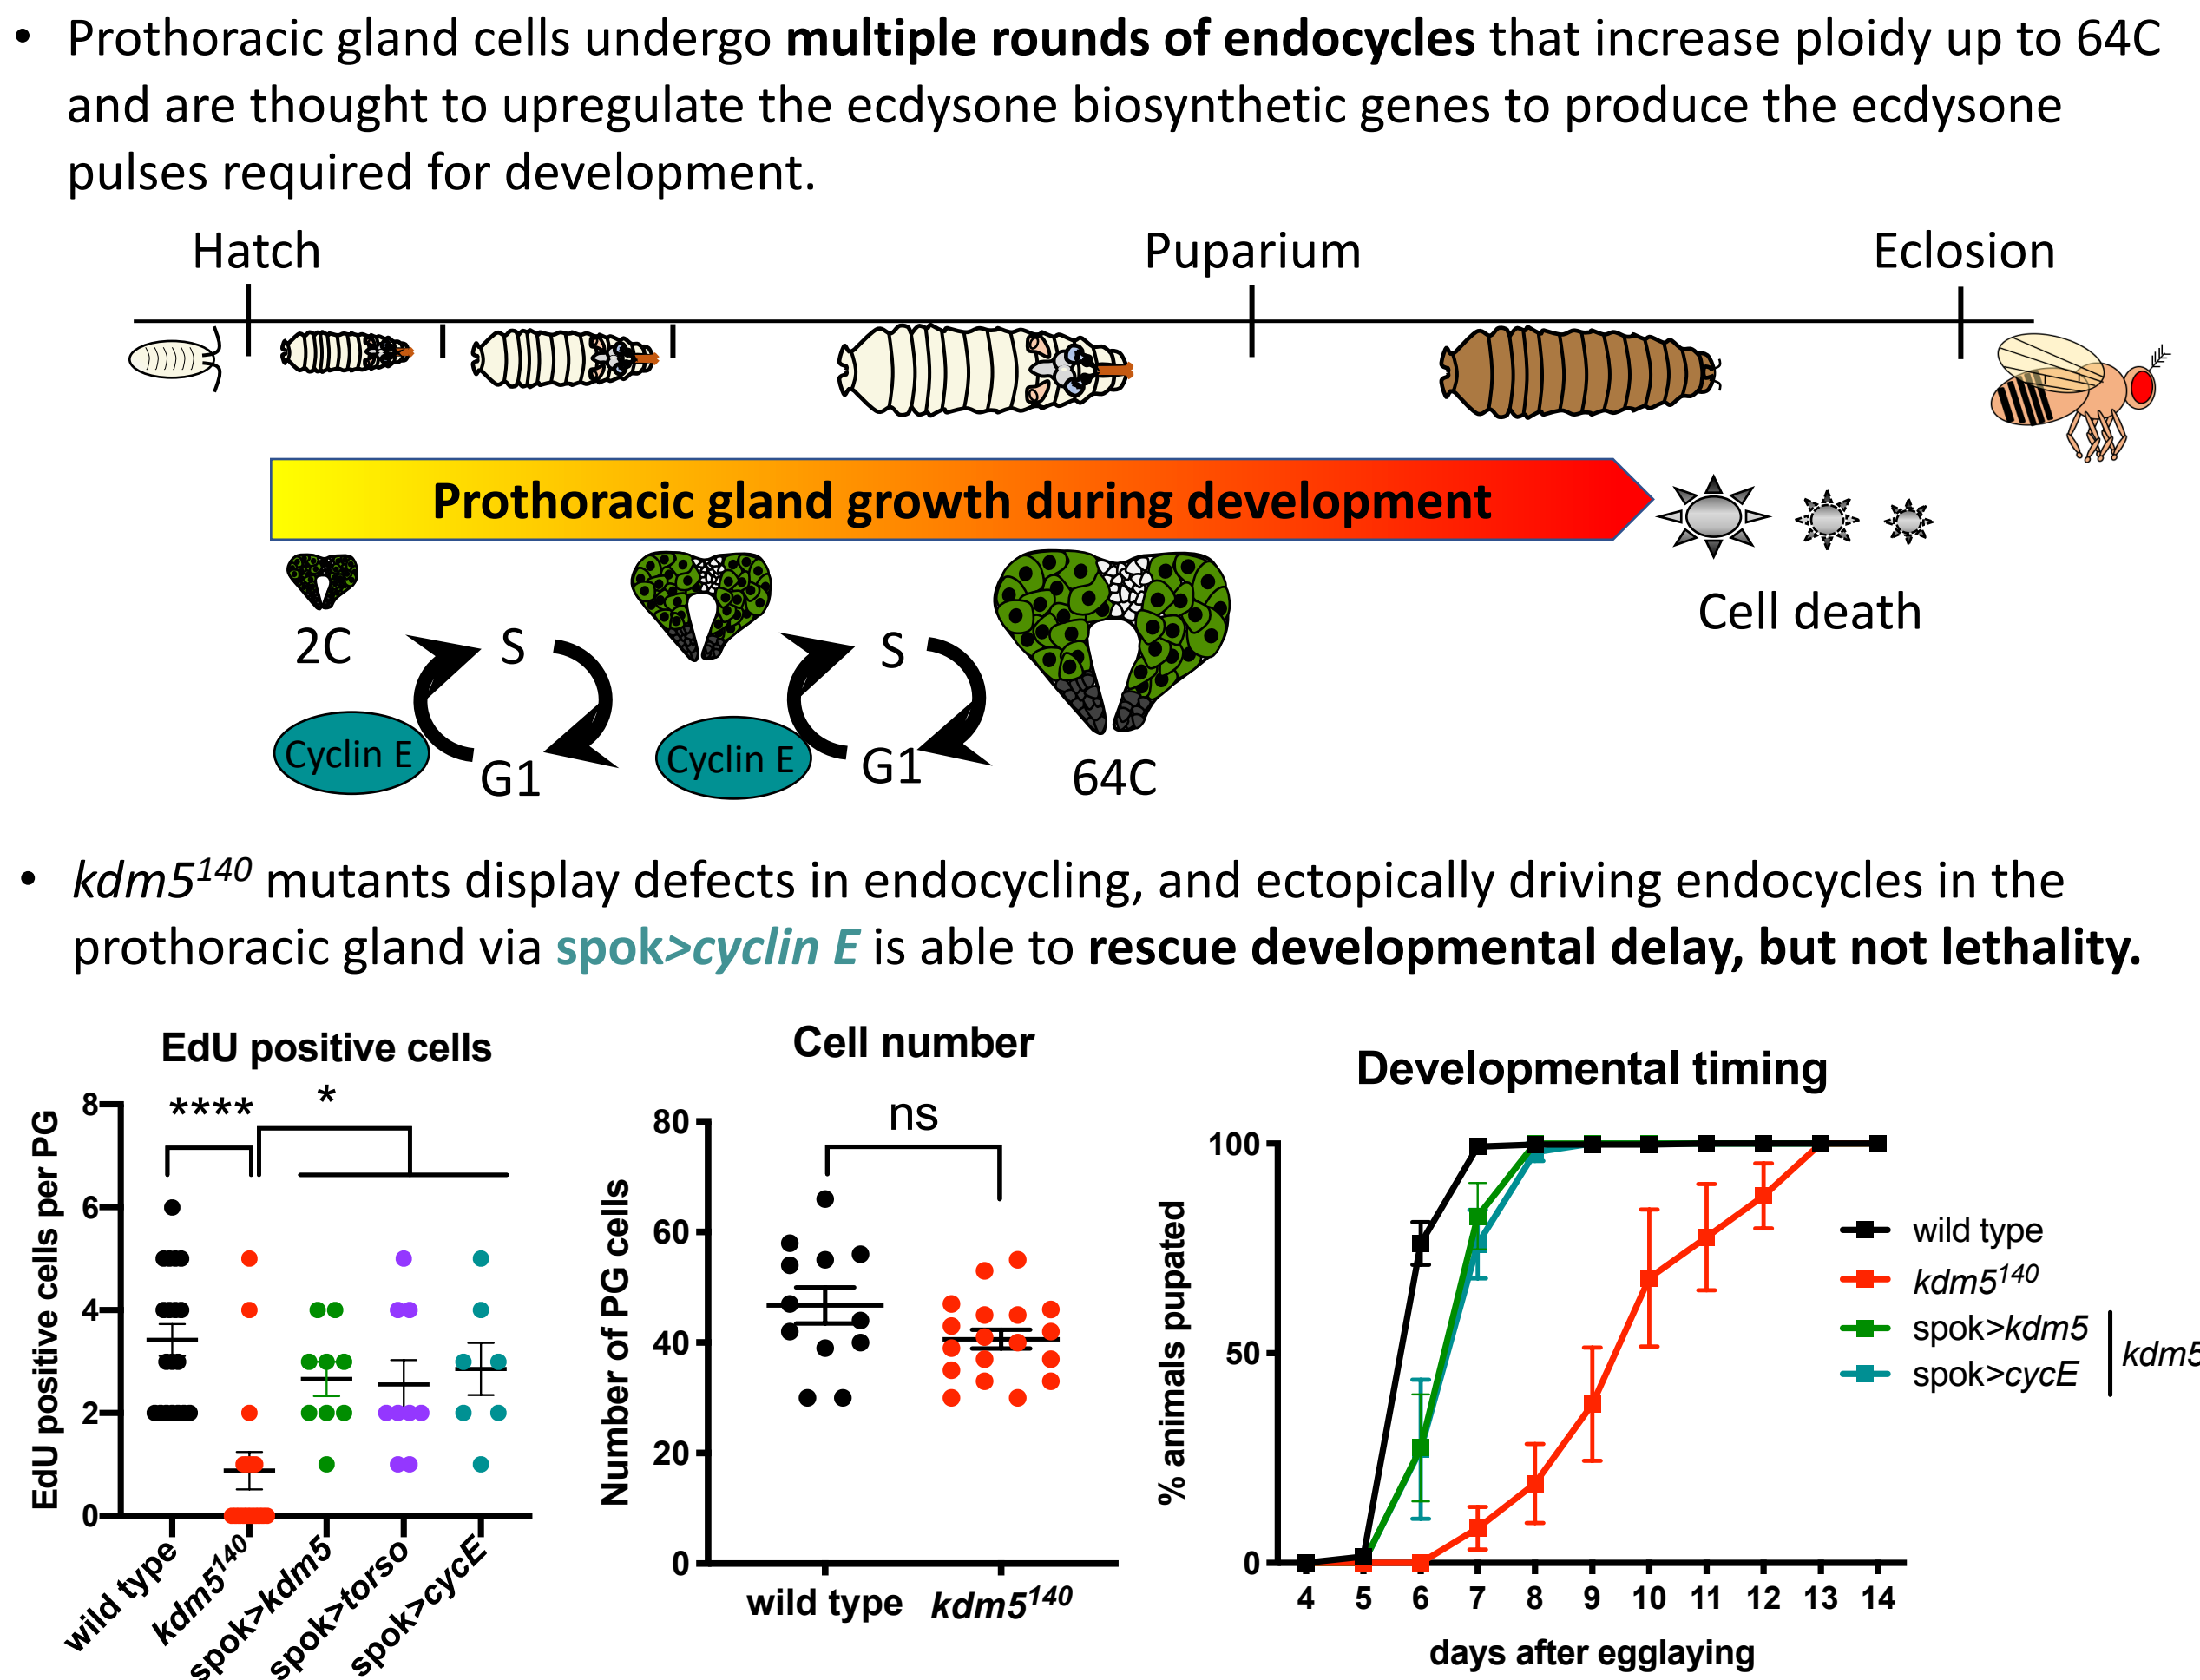 • Prothoracic gland cells undergo multiple rounds of endocycles that increase ploidy up to 64C
and are thought to upregulate the ecdysone biosynthetic genes to produce the ecdysone
pulses required for development.
Hatch
Puparium
Eclosion
Prothoracic gland growth during development
Cell death
2C
S
S
Cyclin E
G1
Cyclin E
G1
64C
• kdm5¹⁴⁰ mutants display defects in endocycling, and ectopically driving endocycles in the
prothoracic gland via spok>cyclin E is able to rescue developmental delay, but not lethality.
EdU positive cells
**** *
EdU positive cells per PG
8
6
4
2
0
wild type
kdm5¹⁴⁰
spok>kdm5
spok>torso
spok>cycE
Cell number
ns
Number of PG cells
80
60
40
20
0
wild type kdm5¹⁴⁰
Developmental timing
% animals pupated
100
50
0
4 5 6 7 8 9 10 11 12 13 14
days after egglaying
wild type
kdm5¹⁴⁰
spok>kdm5
spok>cycE
kdm5